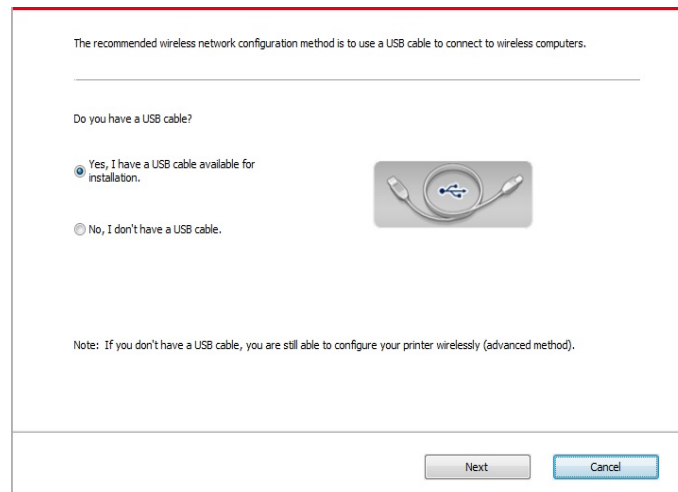 The recommended wireless network configuration method is to use a USB cable to connect to wireless computers.
Do you have a USB cable?
Yes, I have a USB cable available for
installation.
No, I don't have a USB cable.
Note: If you don't have a USB cable, you are still able to configure your printer wirelessly (advanced method).
Next
Cancel